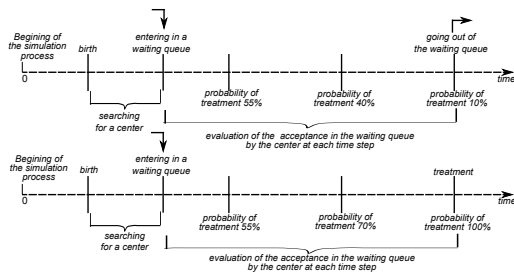 Begining of
the simulation
process
birth
entering in a
waiting queue
going out of
the waiting queue
0
time
searching
for a center
probability of
treatment 55%
probability of
treatment 40%
probability of
treatment 10%
evaluation of the acceptance in the waiting queue
by the center at each time step
Begining of
the simulation
process
birth
entering in a
waiting queue
treatment
0
time
searching
for a center
probability of
treatment 55%
probability of
treatment 70%
probability of
treatment 100%
evaluation of the acceptance in the waiting queue
by the center at each time step